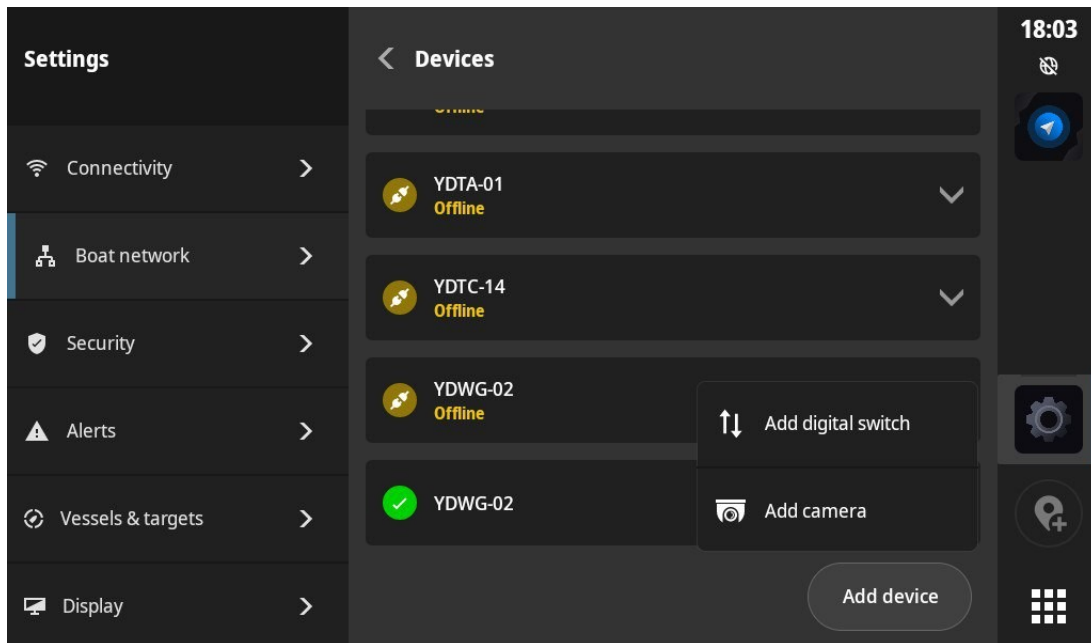 Settings
Connectivity
Boat network
Security
Alerts
Vessels & targets
Display
Devices
Offline
YDTA-01
Offline
YDTC-14
Offline
YDWG-02
Offline
YDWG-02
Add digital switch
Add camera
Add device
18:03